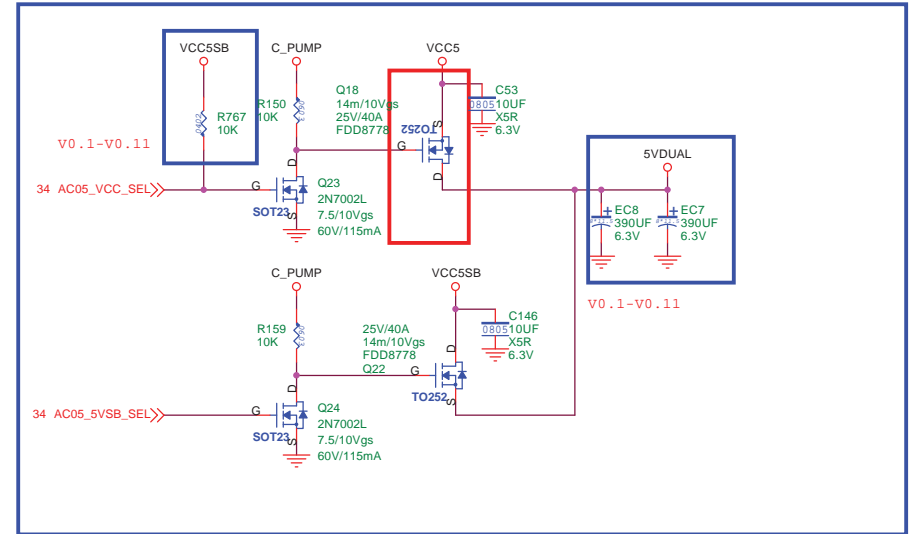 VCC5SB
R767
10K
0402
V0.1-V0.11
34 AC05_VCC_SEL
C_PUMP
R150
10K
0603
D
G
S
Q23
2N7002L
7.5/10Vgs
60V/115mA
SOT23
Q18
14m/10Vgs
25V/40A
FDD8778
TO252
VCC5
S
G
D
C53
0805
10UF
X5R
6.3V
5VDUAL
EC8
390UF
6.3V
EC7
390UF
6.3V
V0.1-V0.11
C_PUMP
R159
10K
0603
34 AC05_5VSB_SEL
D
G
S
Q24
2N7002L
7.5/10Vgs
60V/115mA
SOT23
25V/40A
14m/10Vgs
FDD8778
Q22
VCC5SB
D
G
S
TO252
C146
0805
10UF
X5R
6.3V